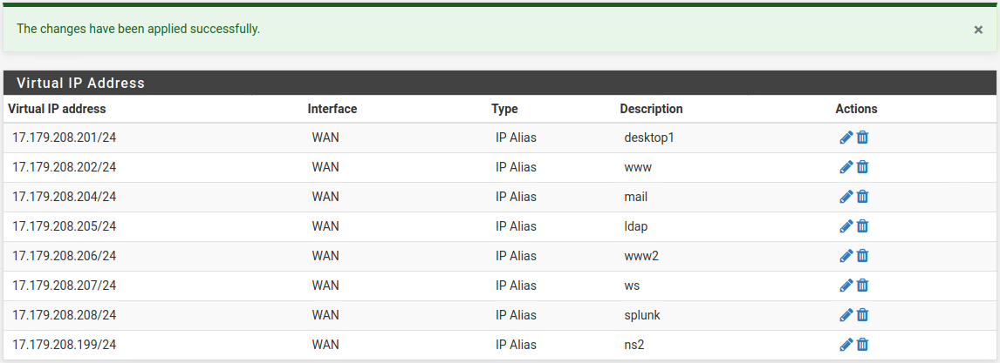 The changes have been applied successfully. ×
Virtual IP Address
Virtual IP address Interface Type Description Actions
17.179.208.201/24 WAN IP Alias desktop1
17.179.208.202/24 WAN IP Alias www
17.179.208.204/24 WAN IP Alias mail
17.179.208.205/24 WAN IP Alias ldap
17.179.208.206/24 WAN IP Alias www2
17.179.208.207/24 WAN IP Alias ws
17.179.208.208/24 WAN IP Alias splunk
17.179.208.199/24 WAN IP Alias ns2